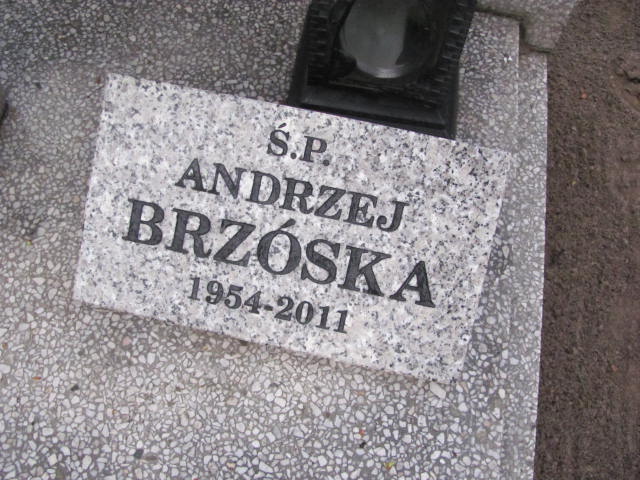 Ś.P.
ANDRZEJ
BRZÓSKA
1954-2011